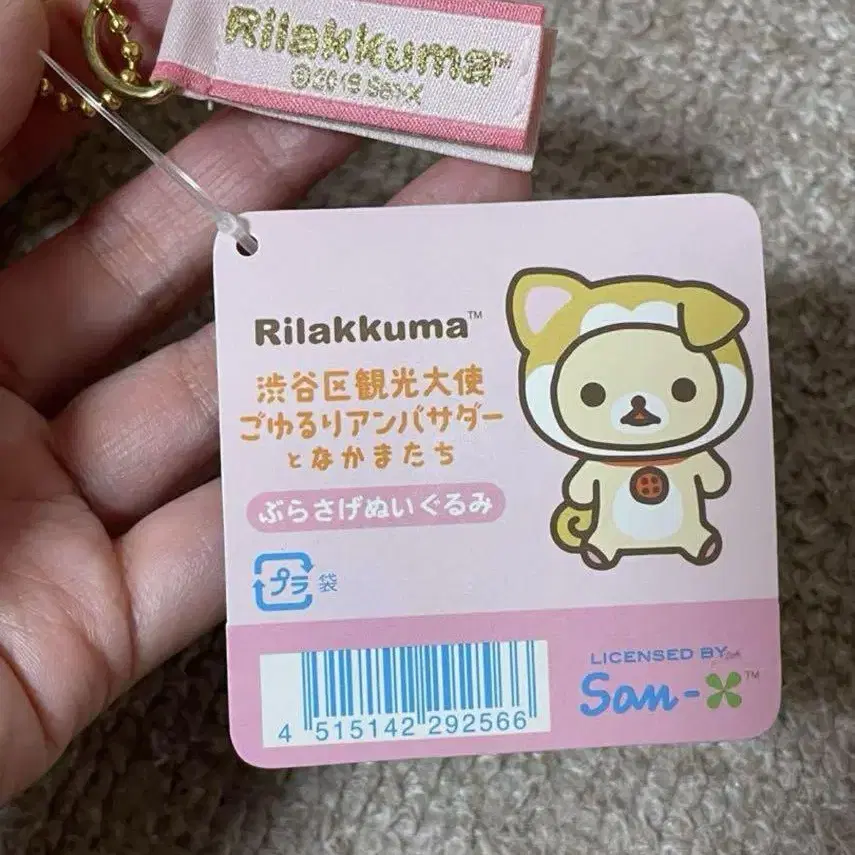 Rilakkuma™
©2019 San-X
Rilakkuma™
渋谷区観光大使
ごゆるりアンバサダー
となかまたち
ぶらさげぬいぐるみ
プラ 袋
4 515142 292566
LICENSED BY
San-X™